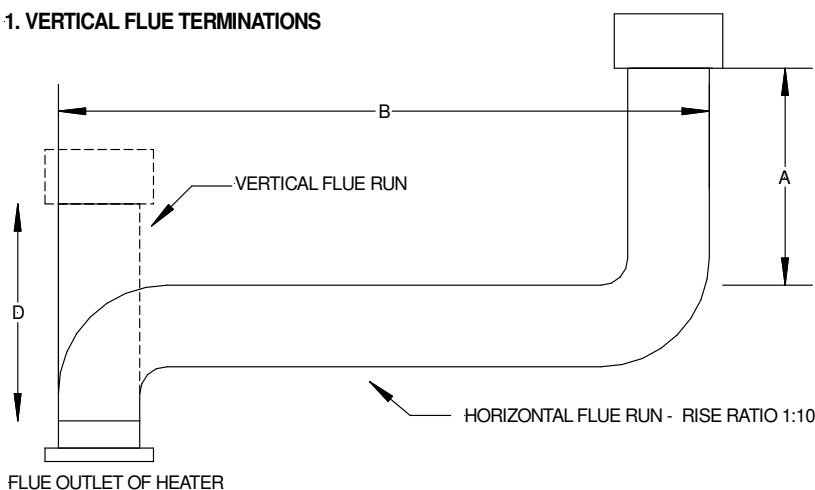 1. VERTICAL FLUE TERMINATIONS
B
VERTICAL FLUE RUN
A
D
HORIZONTAL FLUE RUN - RISE RATIO 1:10
FLUE OUTLET OF HEATER